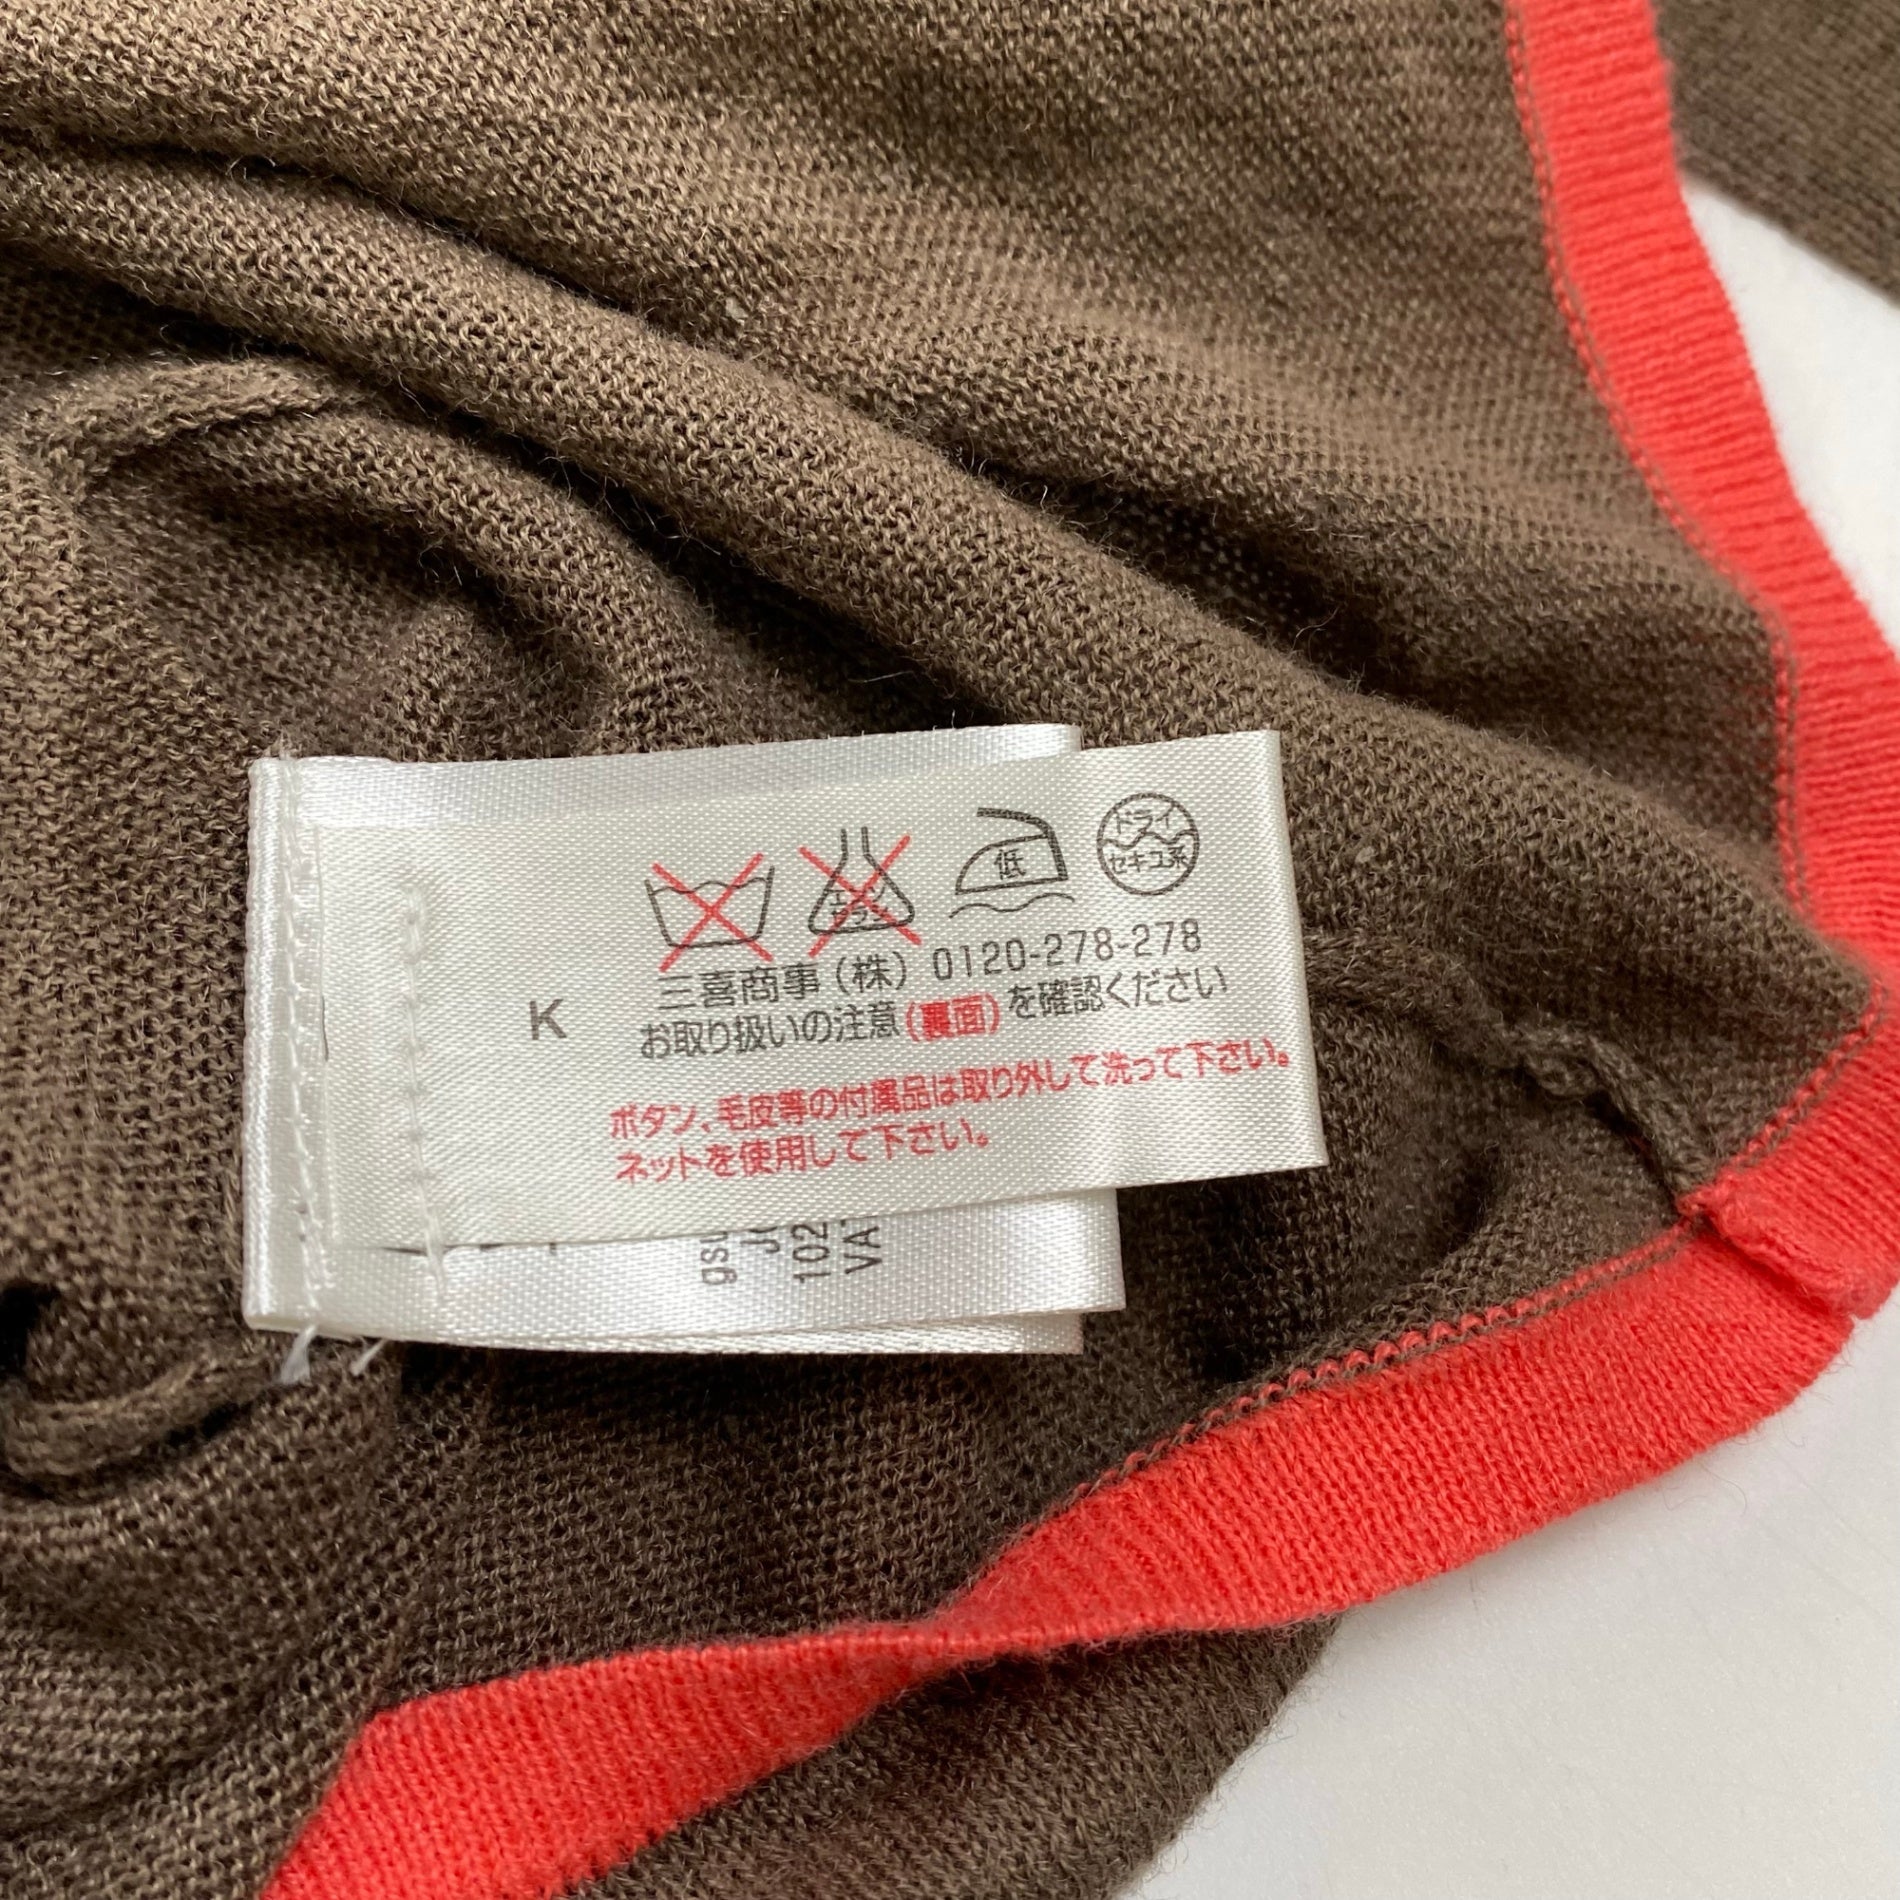 低
ドライ
セキユ系
三喜商事(株) 0120-278-278
K
お取り扱いの注意(裏面)を確認ください
ボタン、毛皮等の付属品は取り外して洗って下さい。
ネットを使用して下さい。
102